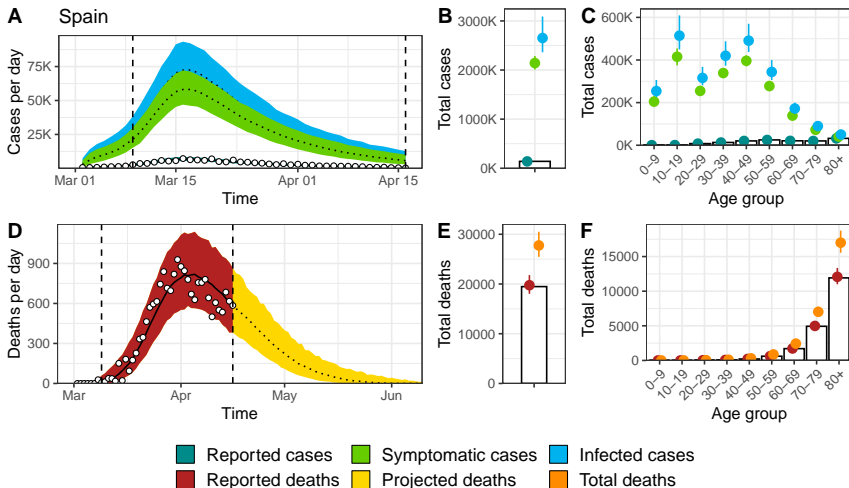 A Spain
Cases per day
75K
50K
25K
Mar 01 Mar 15 Apr 01 Apr 15
Time
B
Total cases
3000K
2000K
1000K
0K
C
Total cases
600K
400K
200K
0K
0−9 10−19 20−29 30−39 40−49 50−59 60−69 70−79 80+
Age group
D
Deaths per day
900
600
300
0
Mar Apr May Jun
Time
E
Total deaths
30000
20000
10000
0
F
Total deaths
15000
10000
5000
0
0−9 10−19 20−29 30−39 40−49 50−59 60−69 70−79 80+
Age group
Reported cases Symptomatic cases Infected cases
Reported deaths Projected deaths Total deaths